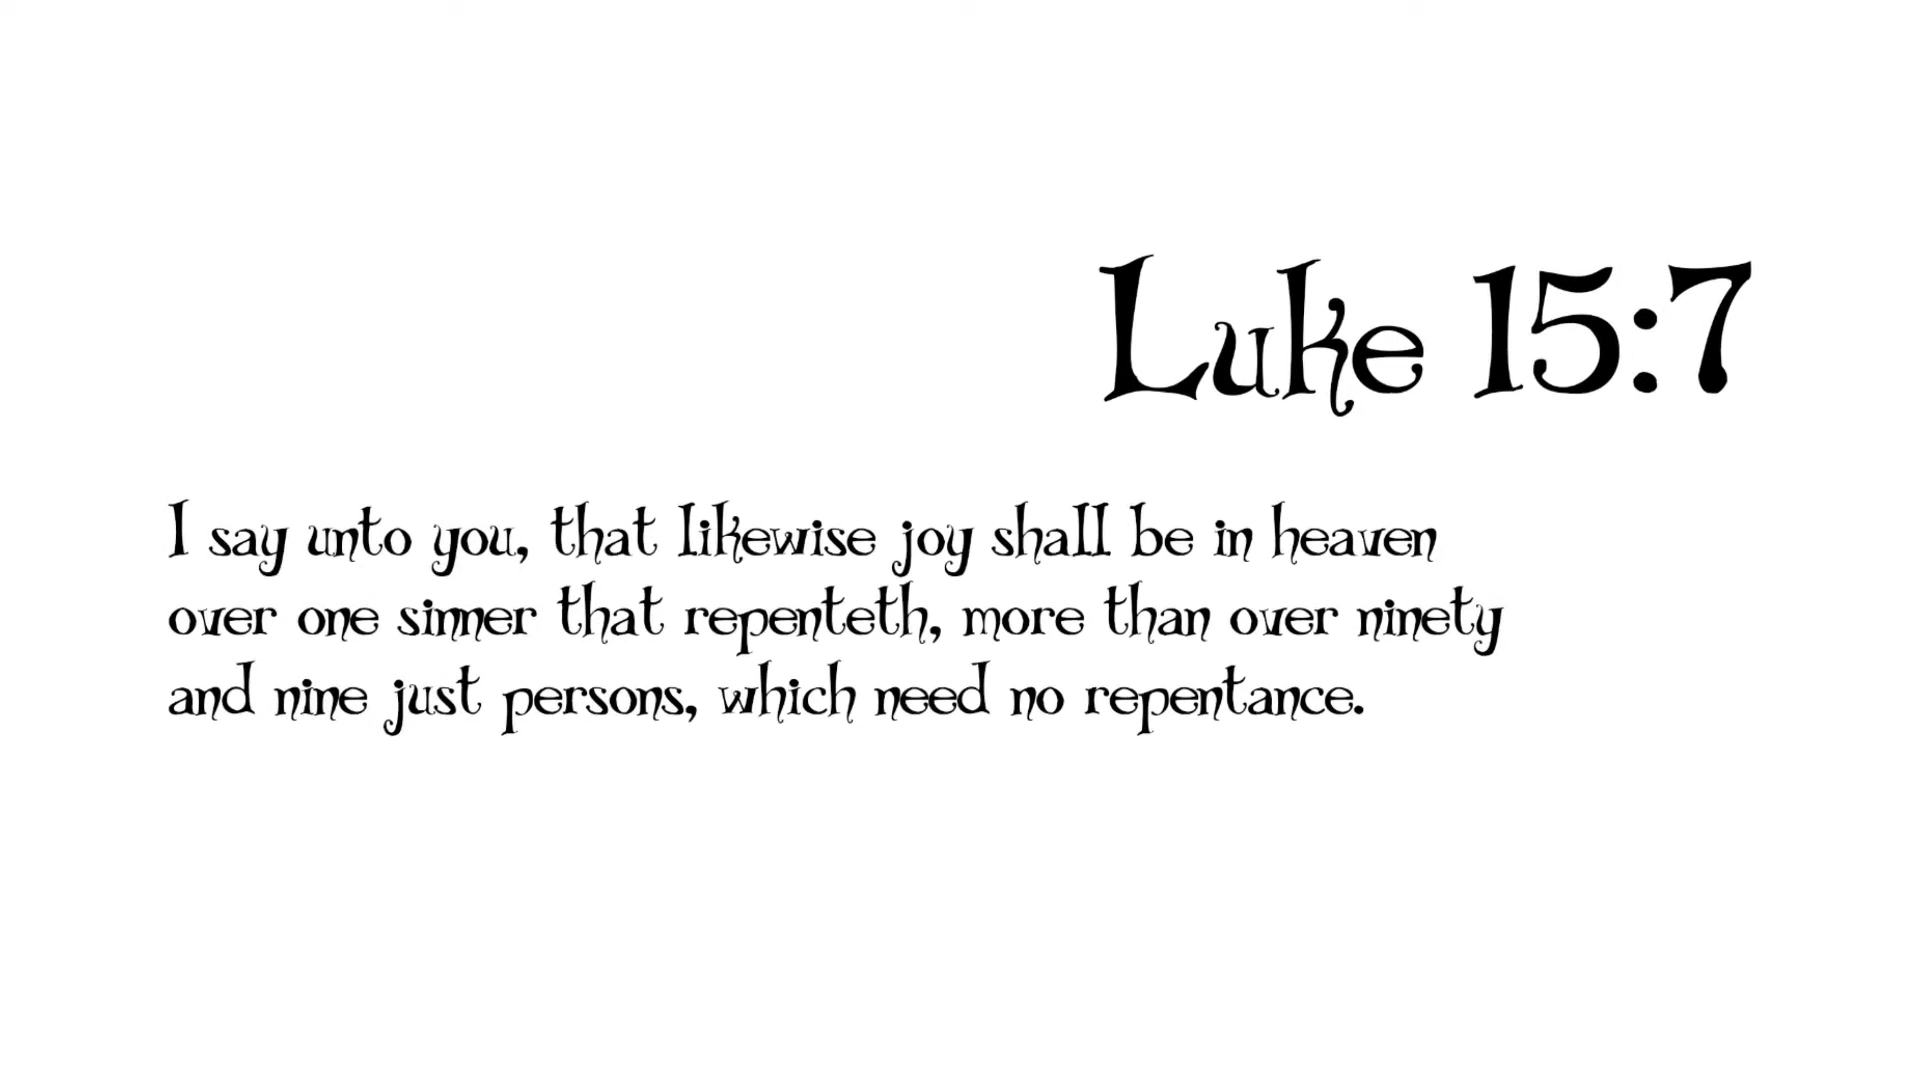 Luke 15:7
I say unto you, that likewise joy shall be in heaven
over one sinner that repenteth, more than over ninety
and nine just persons, which need no repentance.